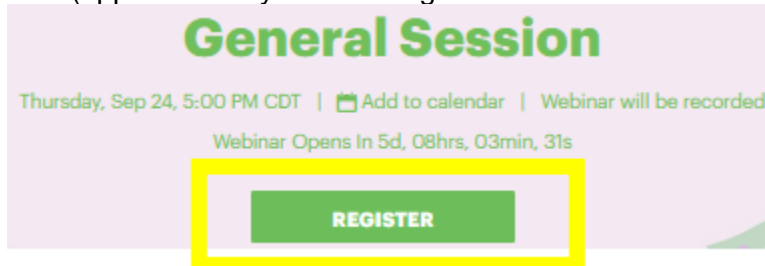 General Session
Thursday, Sep 24, 5:00 PM CDT | Add to calendar | Webinar will be recorded
Webinar Opens In 5d, 08hrs, 03min, 31s
REGISTER